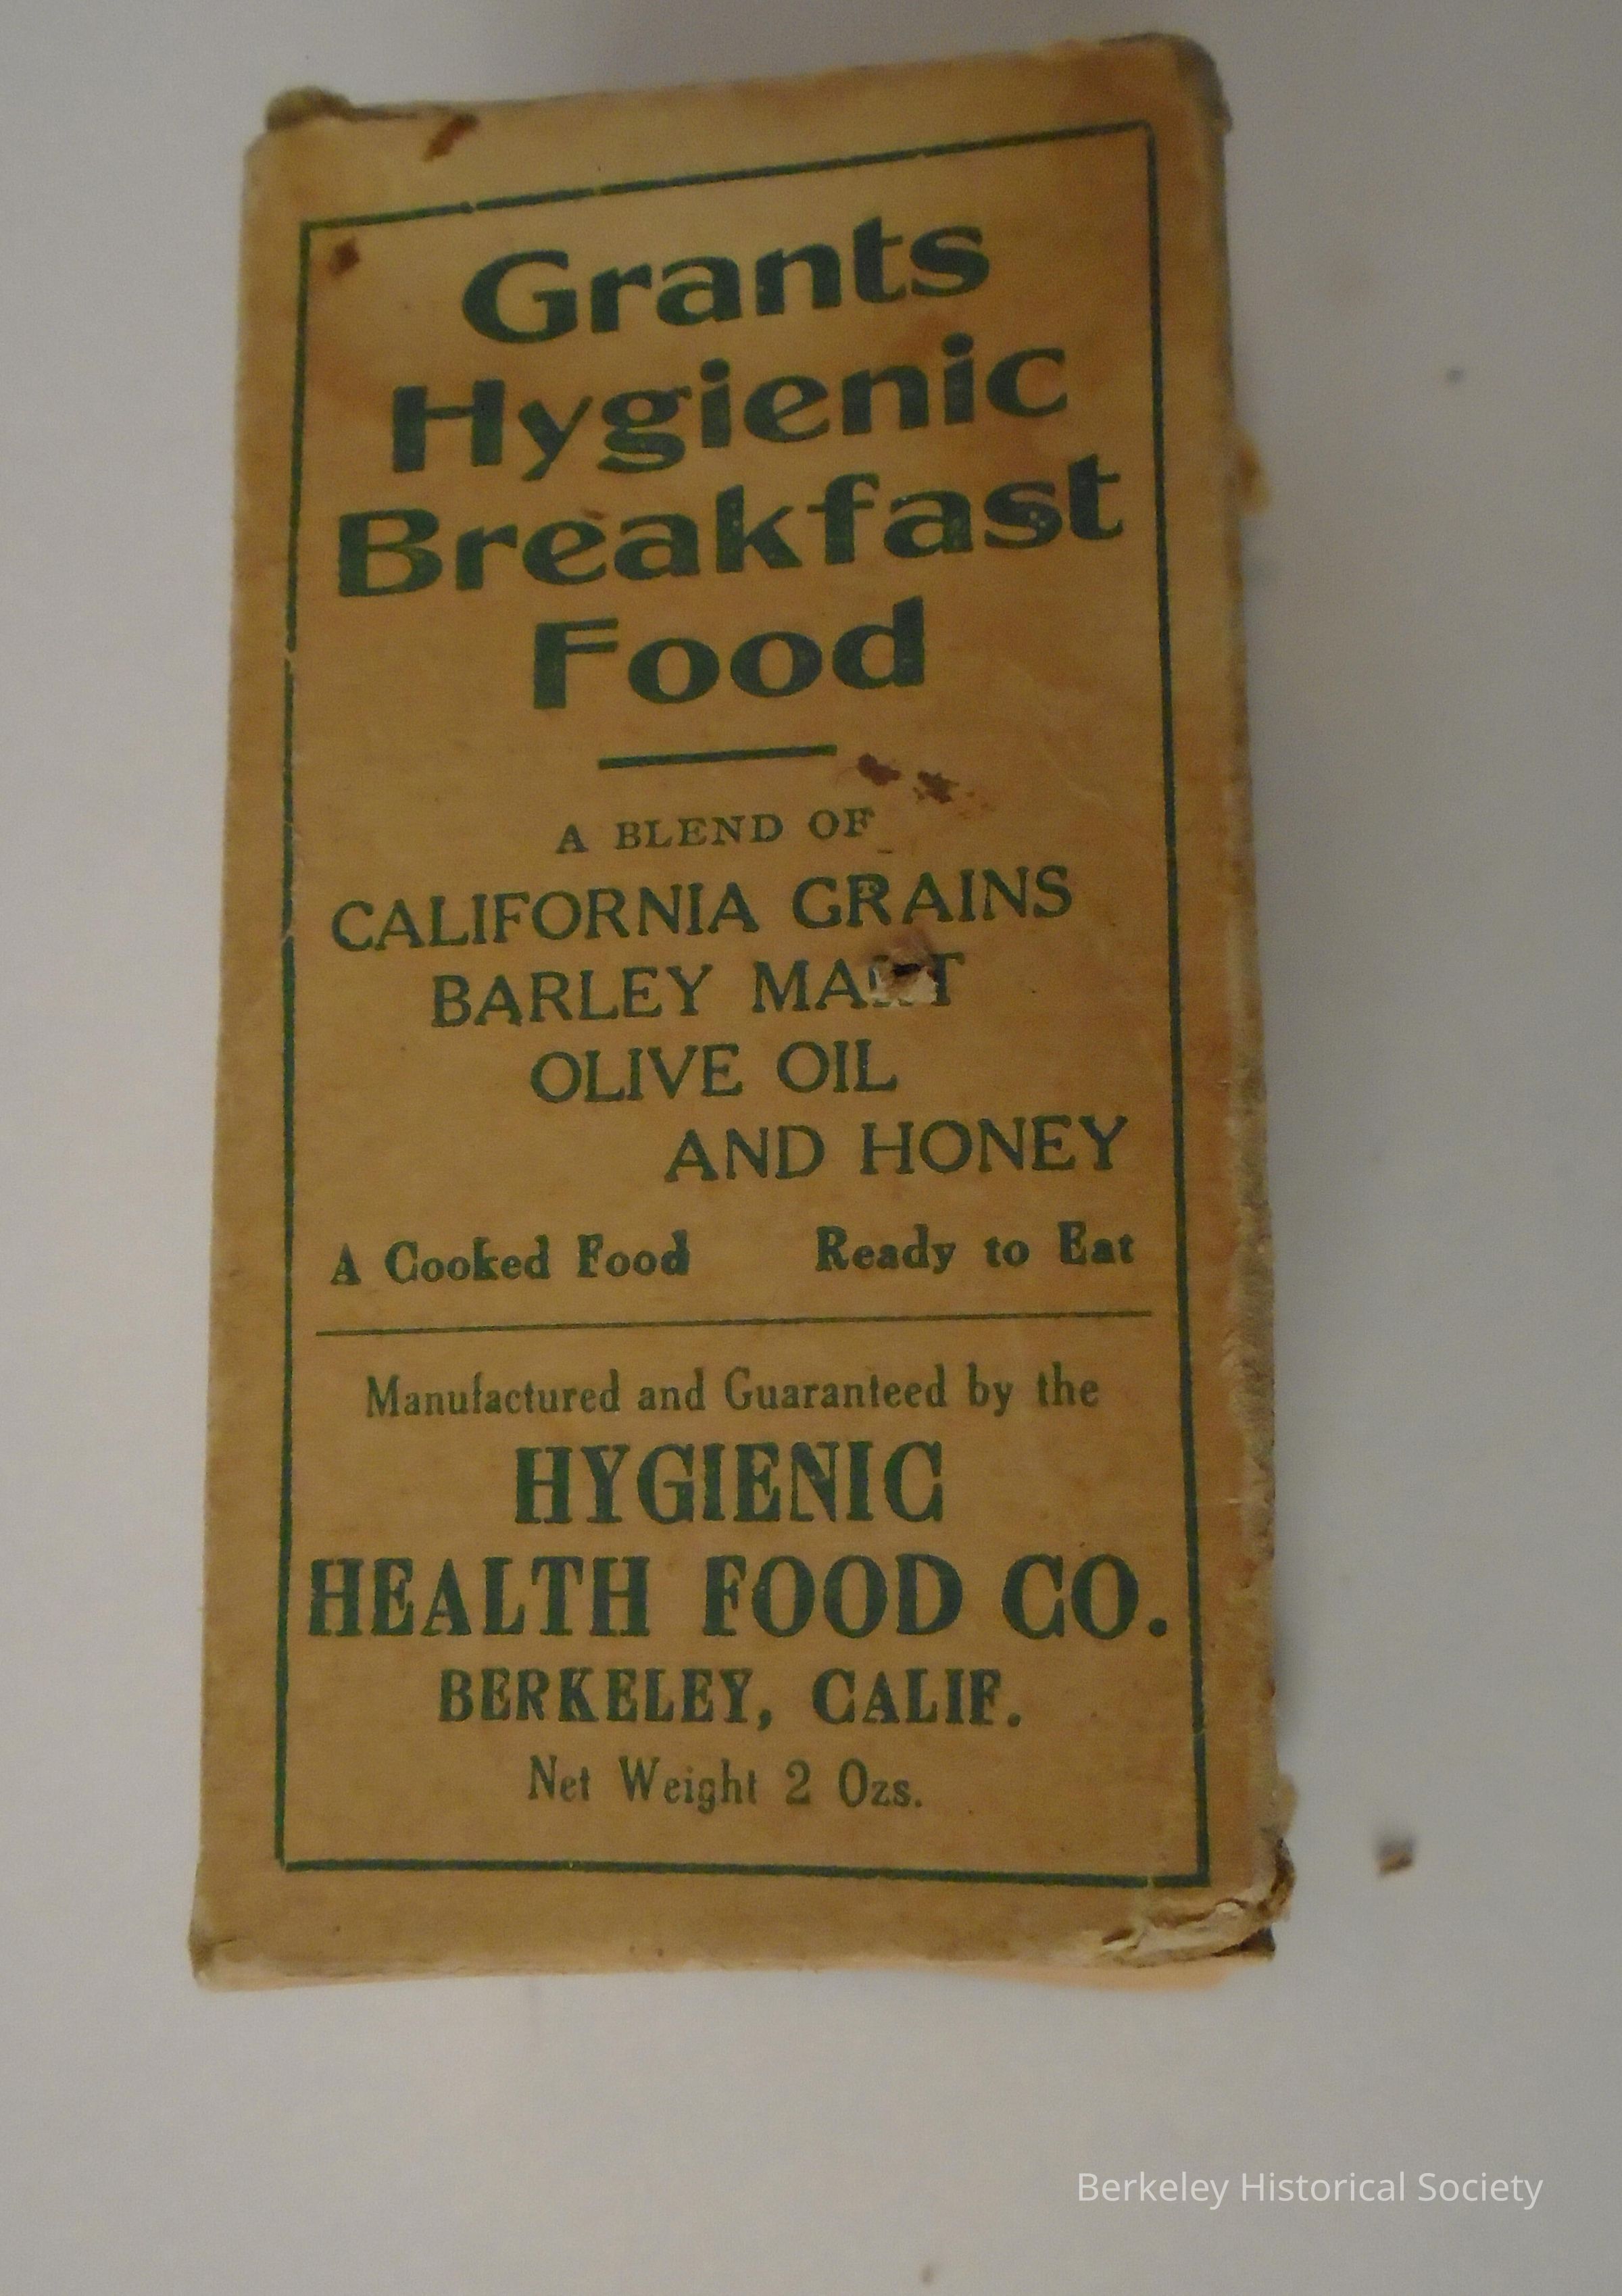 Grants
Hygienic
Breakfast
Food
A BLEND OF
CALIFORNIA GRAINS
BARLEY MALT
OLIVE OIL
AND HONEY
A Cooked Food Ready to Eat
Manufactured and Guaranteed by the
HYGIENIC
HEALTH FOOD CO.
BERKELEY, CALIF.
Net Weight 2 Ozs.
Berkeley Historical Society